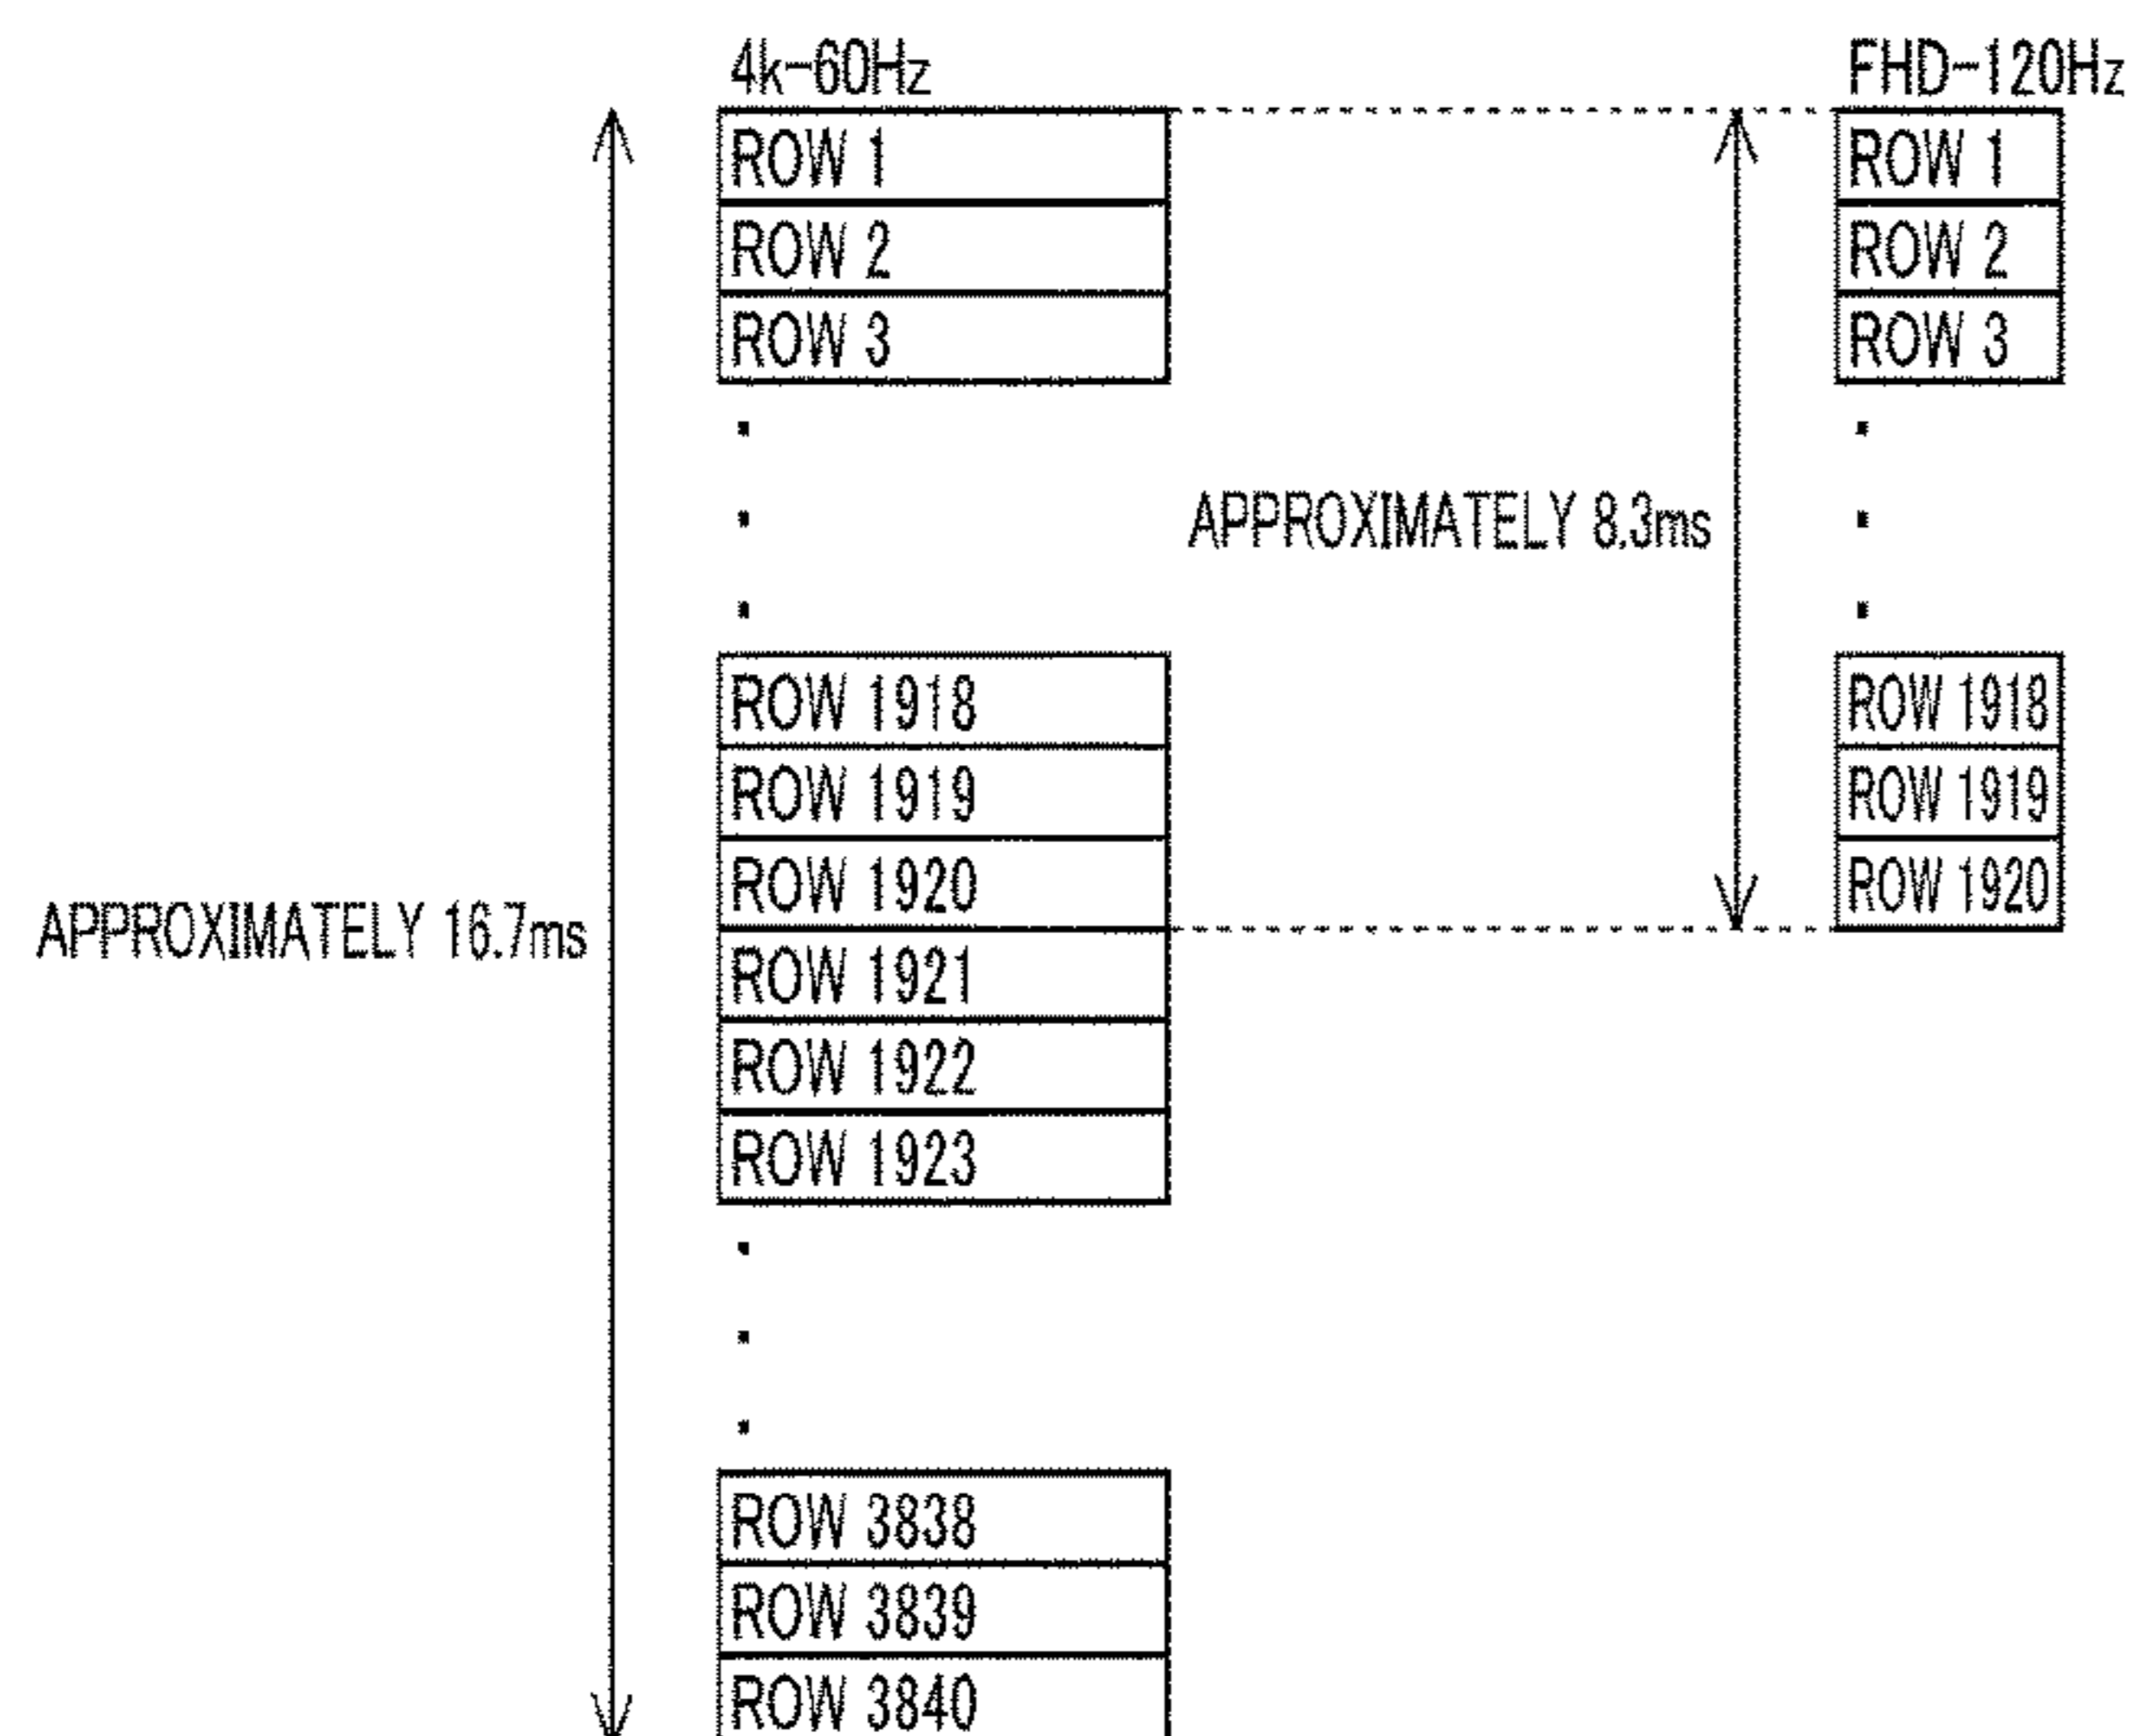 4k-60Hz
ROW 1
ROW 2
ROW 3
ROW 1918
ROW 1919
ROW 1920
ROW 1921
ROW 1922
ROW 1923
ROW 3838
ROW 3839
ROW 3840
APPROXIMATELY 16.7ms
APPROXIMATELY 8.3ms
FHD-120Hz
ROW 1
ROW 2
ROW 3
ROW 1918
ROW 1919
ROW 1920